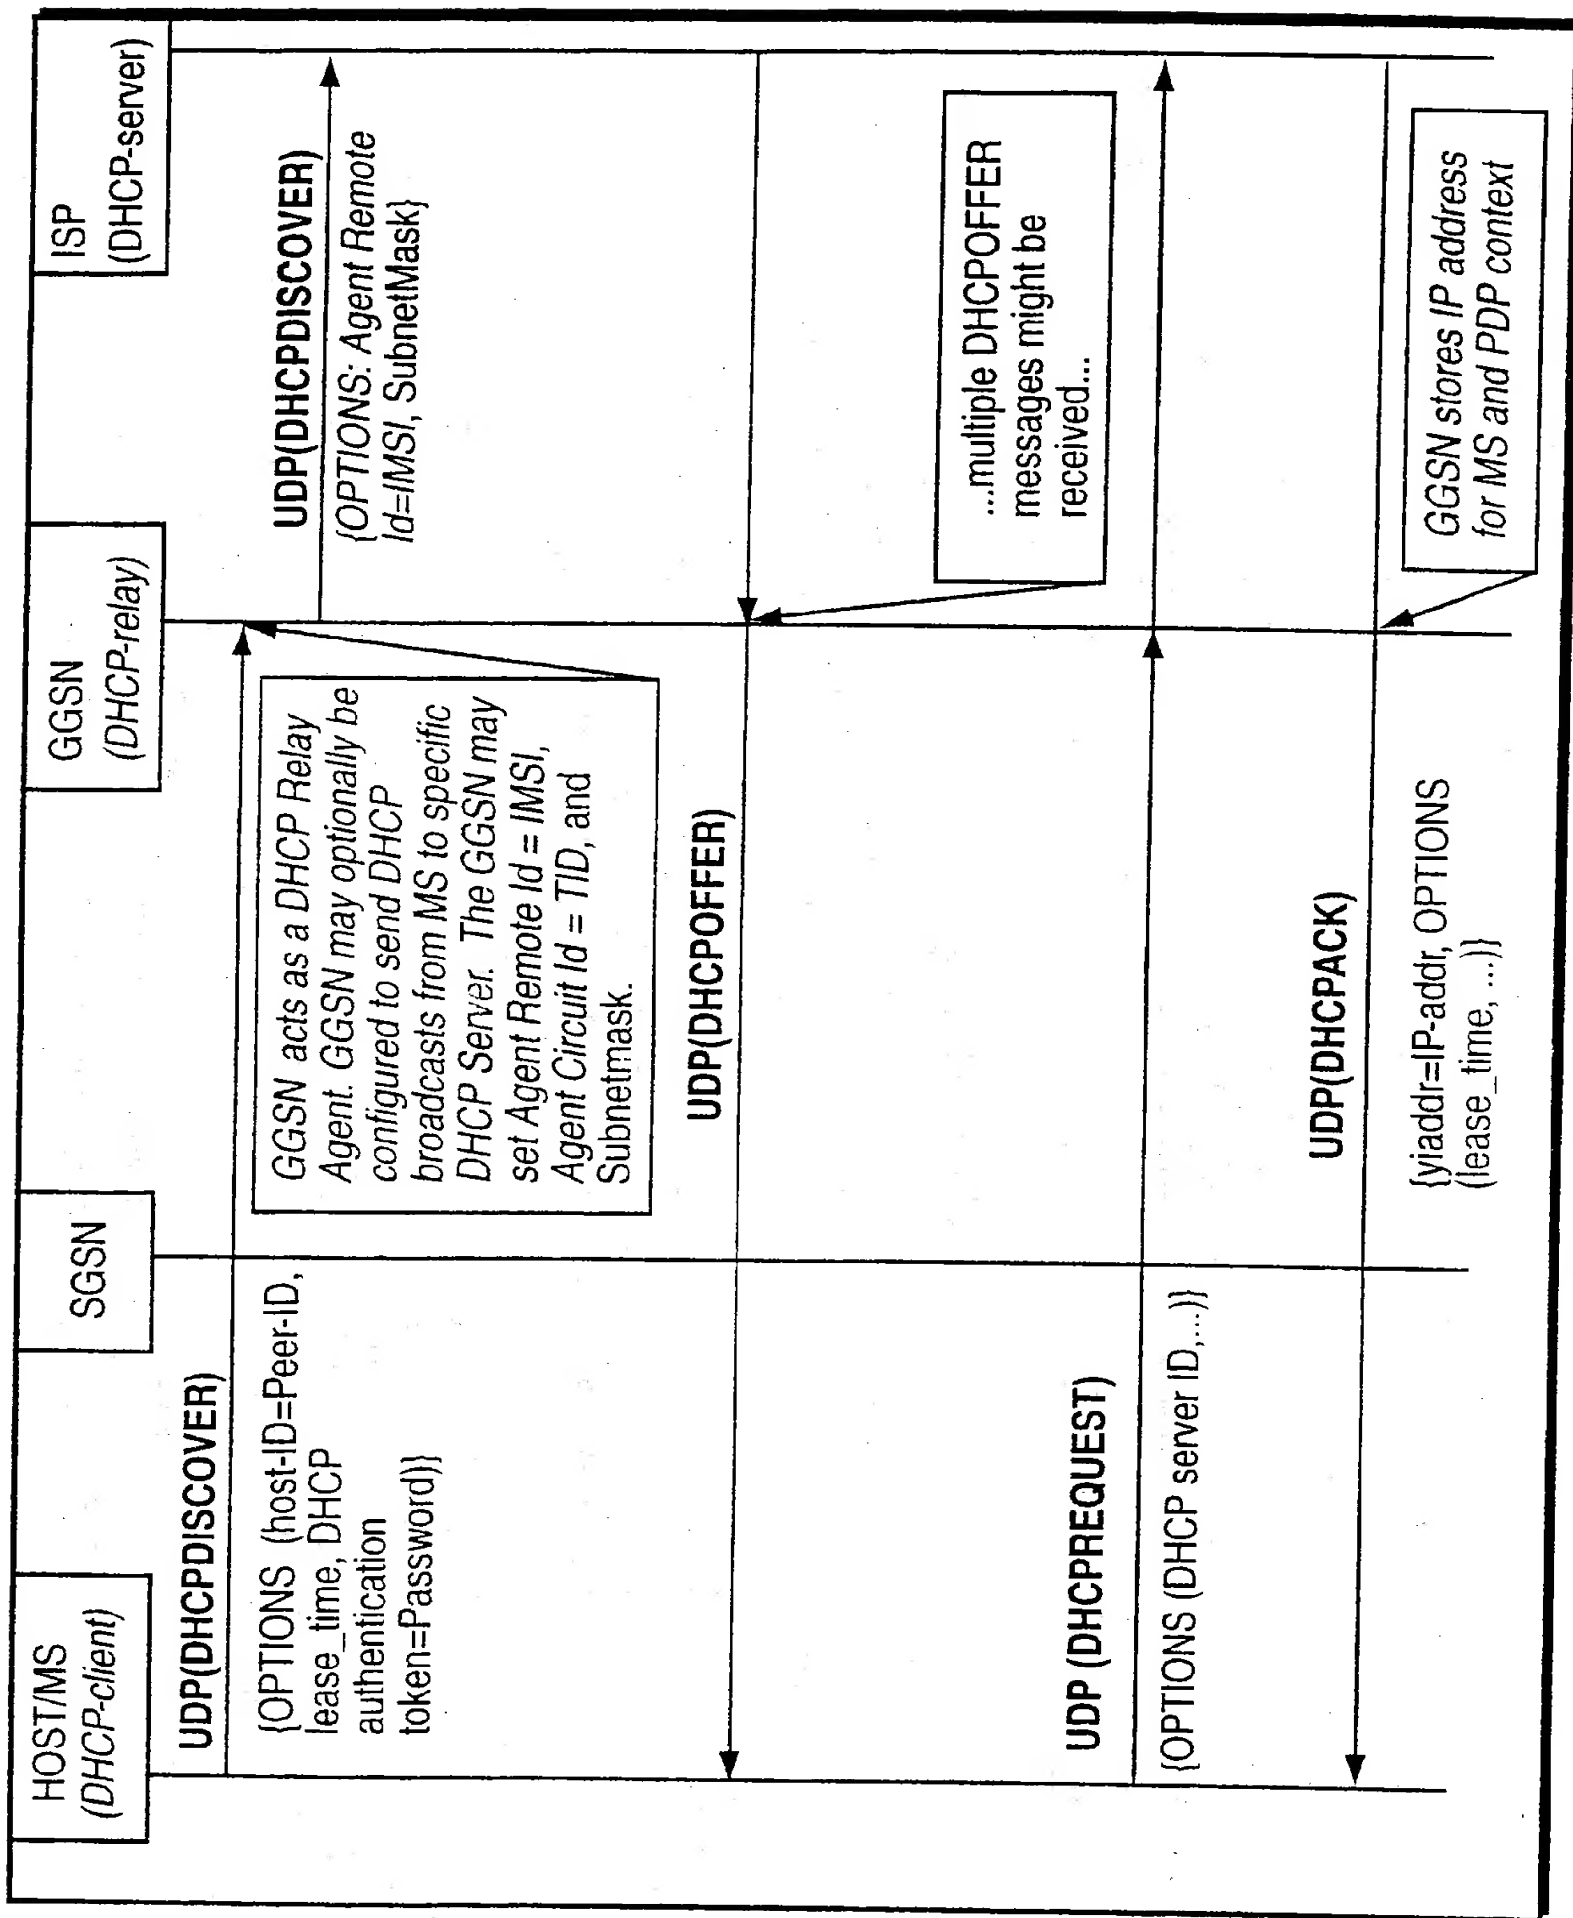 HOST/MS
(DHCP-client)
SGSN
GGSN
(DHCP-relay)
ISP
(DHCP-server)
UDP(DHCPDISCOVER)
{OPTIONS (host-ID=Peer-ID,
lease_time, DHCP
authentication
token=Password)}
GGSN acts as a DHCP Relay
Agent. GGSN may optionally be
configured to send DHCP
broadcasts from MS to specific
DHCP Server. The GGSN may
set Agent Remote Id = IMSI,
Agent Circuit Id = TID, and
Subnetmask.
UDP(DHCPDISCOVER)
{OPTIONS: Agent Remote
Id=IMSI, SubnetMask}
UDP(DHCPOFFER)
...multiple DHCPOFFER
messages might be
received...
UDP (DHCPREQUEST)
{OPTIONS (DHCP server ID,...)}
UDP(DHCPACK)
{yiaddr=IP-addr, OPTIONS
(lease_time, ...)}
GGSN stores IP address
for MS and PDP context